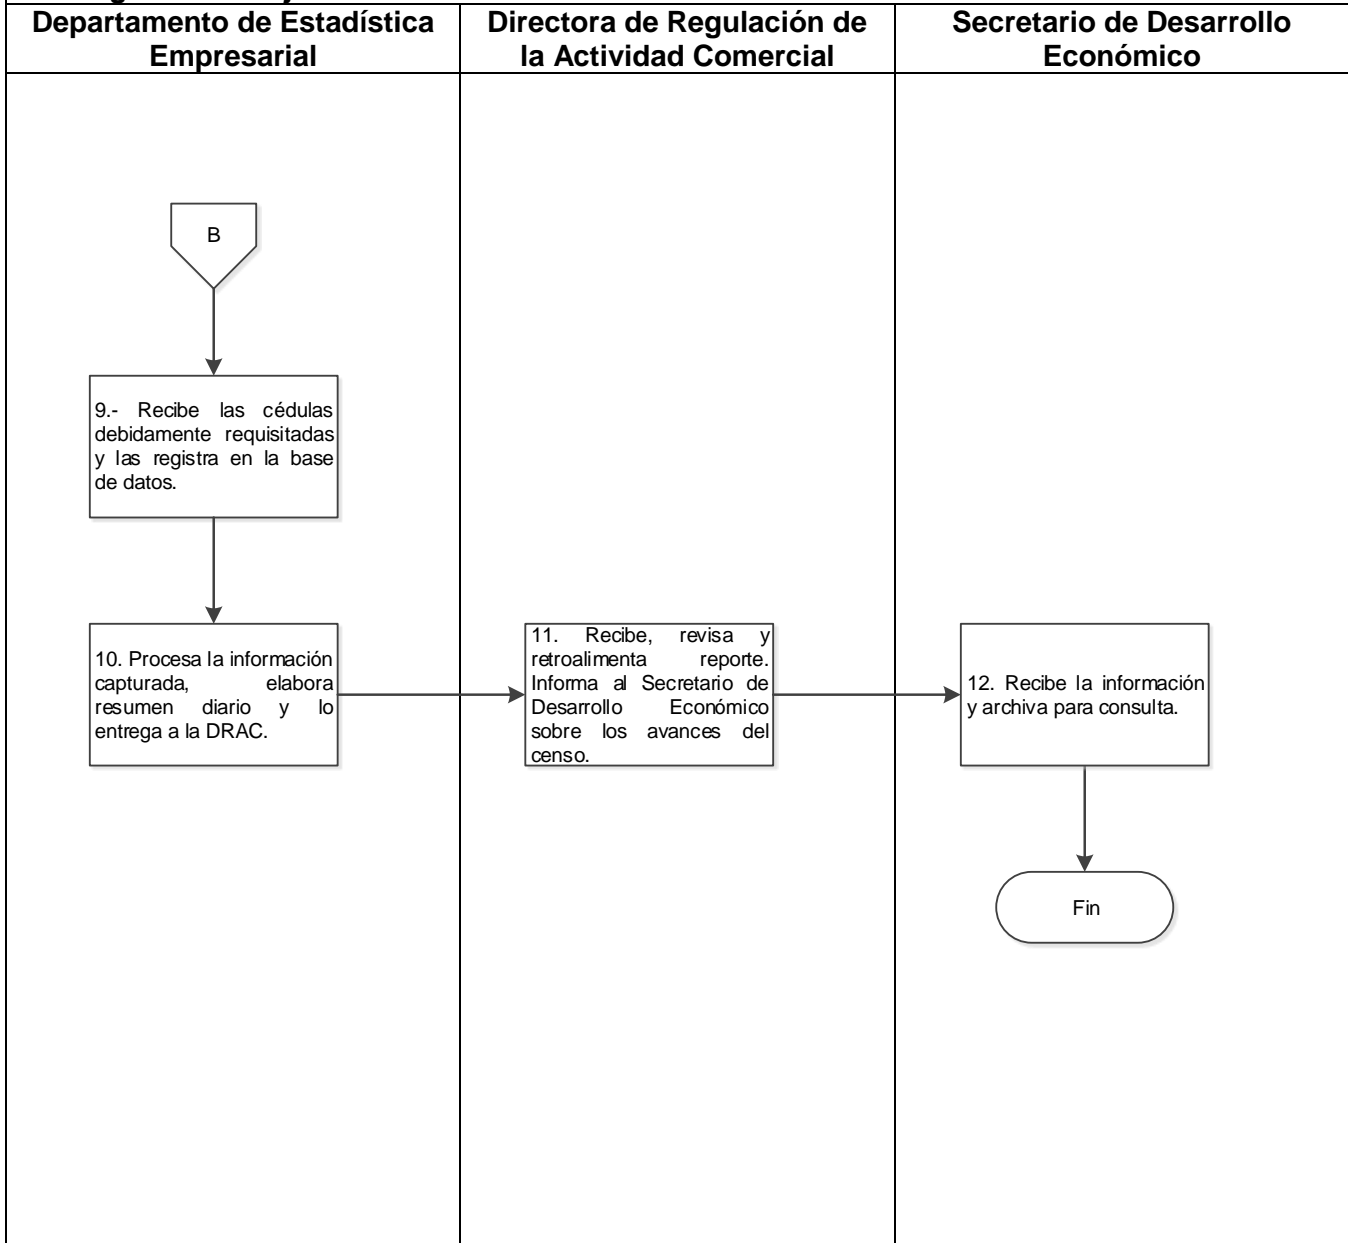 Departamento de Estadística
Empresarial
Directora de Regulación de
la Actividad Comercial
Secretario de Desarrollo
Económico
B
9.- Recibe las cédulas
debidamente requisitadas
y las registra en la base
de datos.
10. Procesa la información
capturada, elabora
resumen diario y lo
entrega a la DRAC.
11. Recibe, revisa y
retroalimenta reporte.
Informa al Secretario de
Desarrollo Económico
sobre los avances del
censo.
12. Recibe la información
y archiva para consulta.
Fin